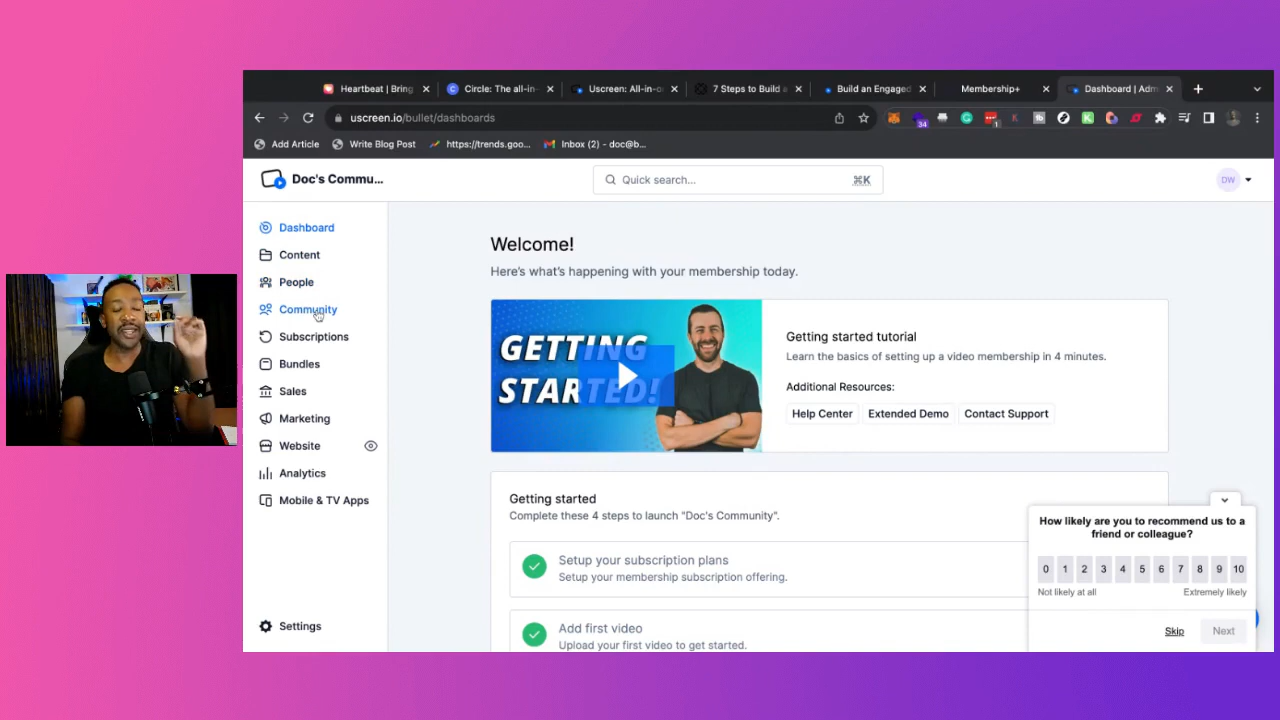 Heartbeat | Bring
Circle: The all-in-
Uscreen: All-in-o
7 Steps to Build a
Build an Engaged
Membership+
Dashboard | Adm
uscreen.io/bullet/dashboards
34
1
Add Article
Write Blog Post
https://trends.goo...
Inbox (2) - doc@b...
Doc's Commu...
Quick search...
⌘K
DW
Dashboard
Content
People
Community
Subscriptions
Bundles
Sales
Marketing
Website
Analytics
Mobile & TV Apps
Settings
Welcome!
Here's what's happening with your membership today.
GETTING
STARTED!
Getting started tutorial
Learn the basics of setting up a video membership in 4 minutes.
Additional Resources:
Help Center
Extended Demo
Contact Support
Getting started
Complete these 4 steps to launch "Doc's Community".
Setup your subscription plans
Setup your membership subscription offering.
Add first video
Upload your first video to get started.
How likely are you to recommend us to a
friend or colleague?
0 1 2 3 4 5 6 7 8 9 10
Not likely at all
Extremely likely
Skip
Next